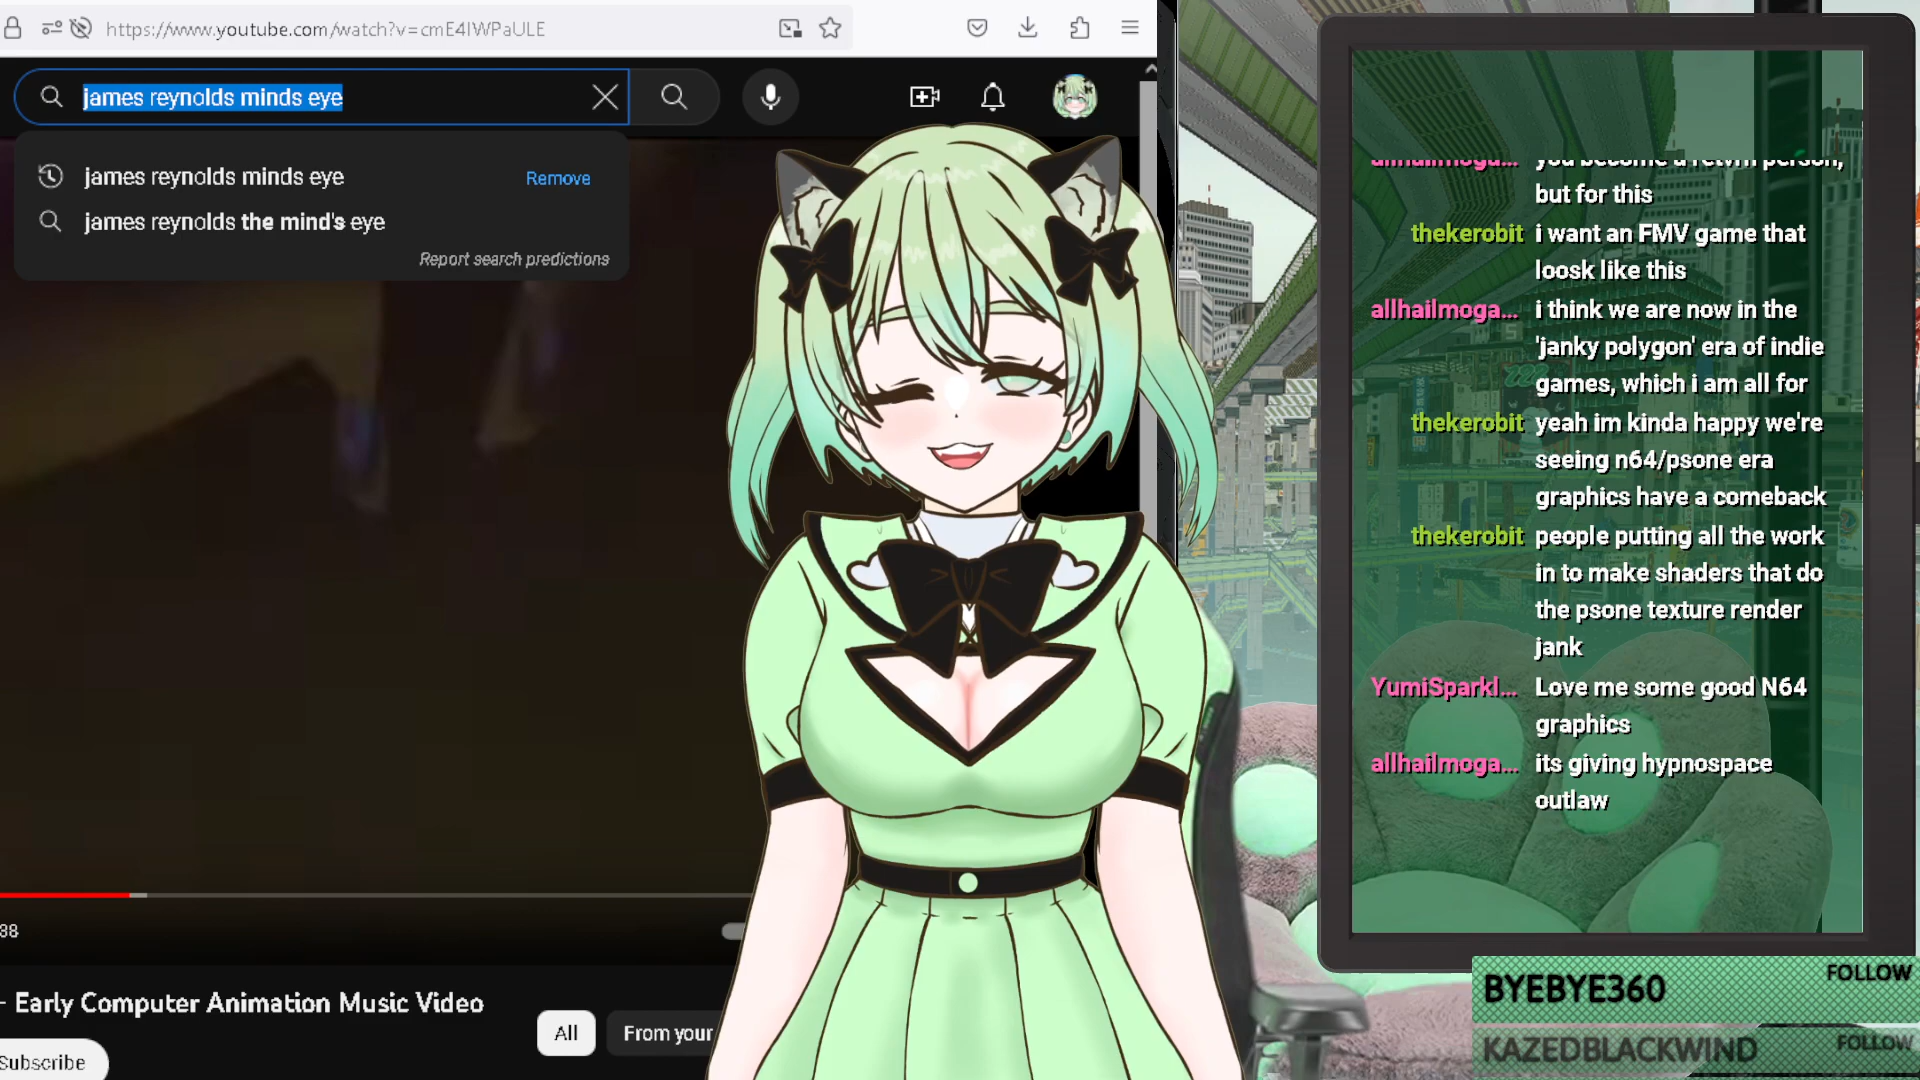 https://www.youtube.com/watch?v=cmE4IWPaULE
james reynolds minds eye
james reynolds minds eye
Remove
james reynolds the mind's eye
Report search predictions
38
- Early Computer Animation Music Video
All
From your
Subscribe
but for this
thekerobit i want an FMV game that
loosk like this
allhailmoga... i think we are now in the
'janky polygon' era of indie
games, which i am all for
thekerobit yeah im kinda happy we're
seeing n64/psone era
graphics have a comeback
thekerobit people putting all the work
in to make shaders that do
the psone texture render
jank
YumiSparkl... Love me some good N64
graphics
allhailmoga... its giving hypnospace
outlaw
BYEBYE360
FOLLOW
KAZEDBLACKWIND
FOLLOW